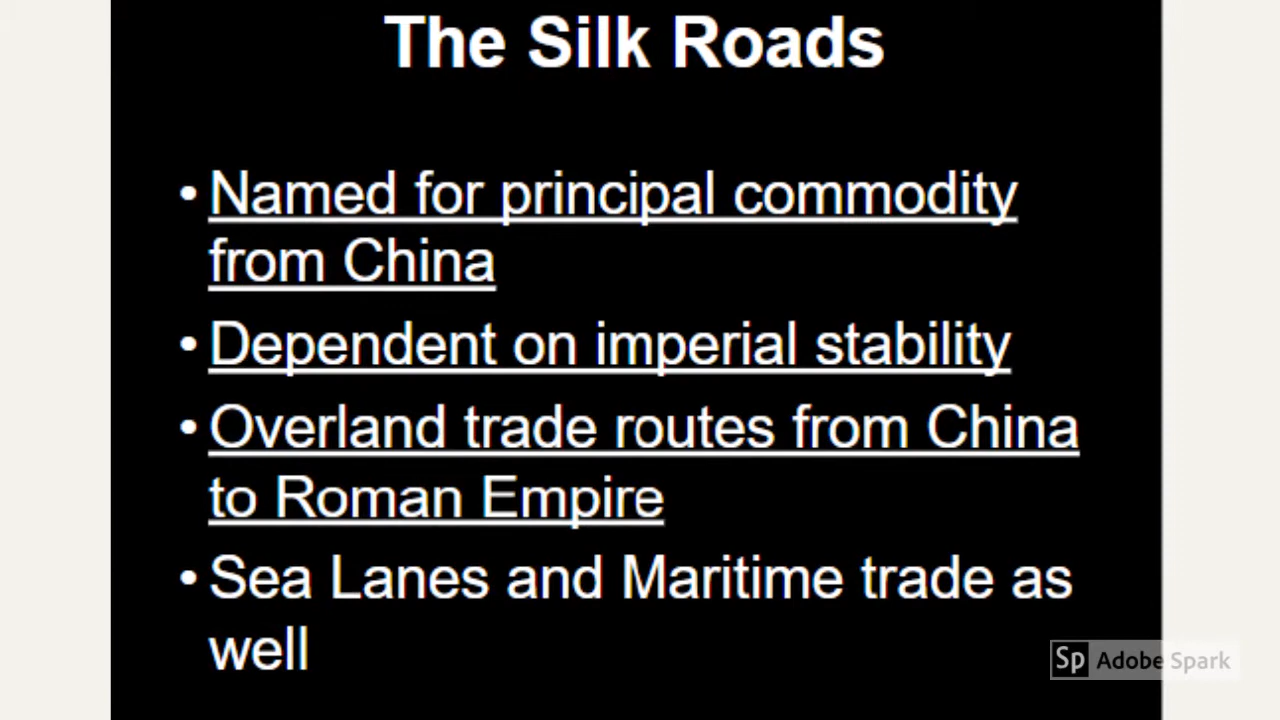 The Silk Roads
• Named for principal commodity
from China
• Dependent on imperial stability
• Overland trade routes from China
to Roman Empire
• Sea Lanes and Maritime trade as
well
Sp Adobe Spark